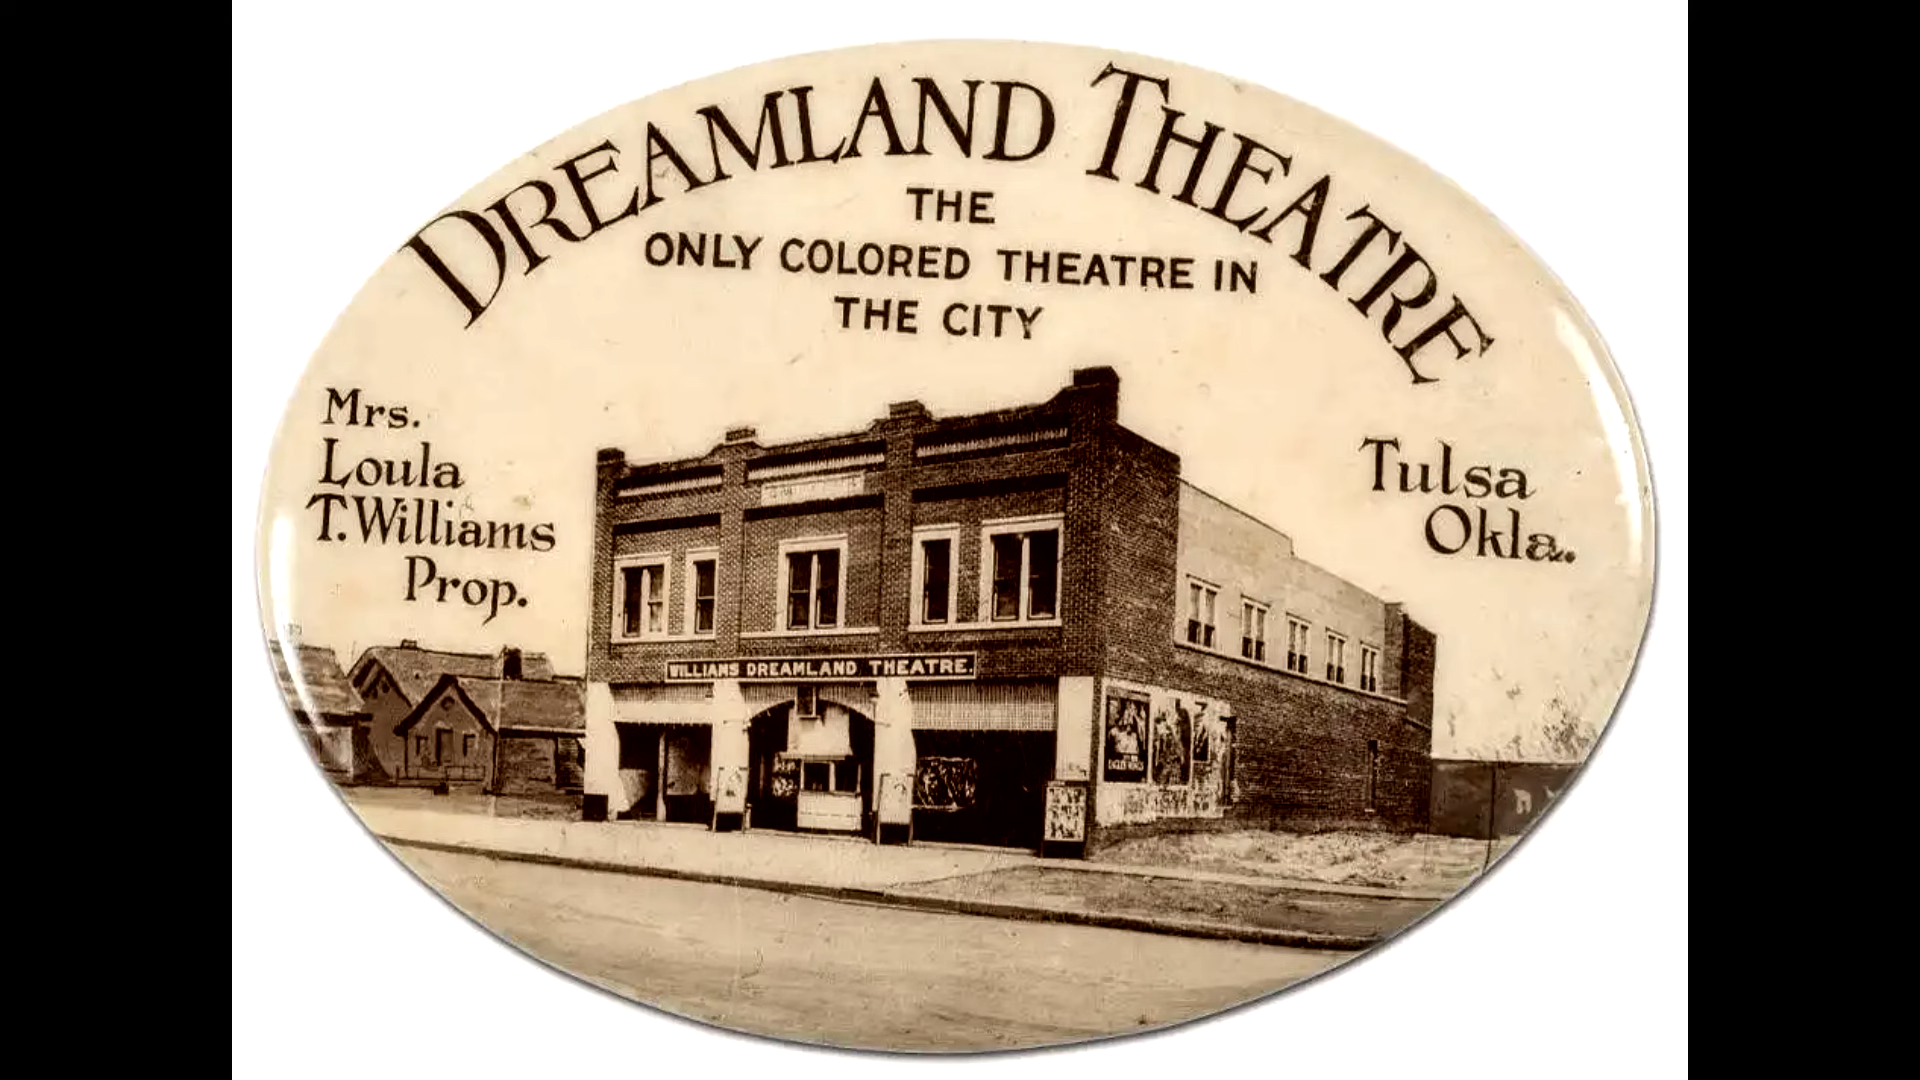 DREAMLAND THEATRE
THE
ONLY COLORED THEATRE IN
THE CITY
Mrs.
Loula
T. Williams
Prop.
Tulsa
Okla.
WILLIAMS DREAMLAND THEATRE.